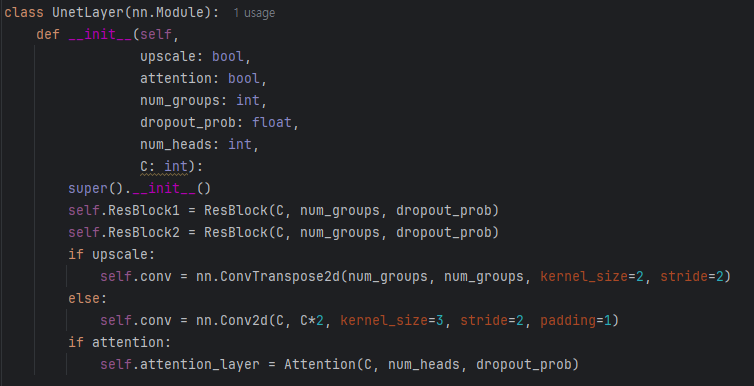 class UnetLayer(nn.Module): 1 usage
    def __init__(self,
                 upscale: bool,
                 attention: bool,
                 num_groups: int,
                 dropout_prob: float,
                 num_heads: int,
                 C: int):
        super().__init__()
        self.ResBlock1 = ResBlock(C, num_groups, dropout_prob)
        self.ResBlock2 = ResBlock(C, num_groups, dropout_prob)
        if upscale:
            self.conv = nn.ConvTranspose2d(num_groups, num_groups, kernel_size=2, stride=2)
        else:
            self.conv = nn.Conv2d(C, C*2, kernel_size=3, stride=2, padding=1)
        if attention:
            self.attention_layer = Attention(C, num_heads, dropout_prob)